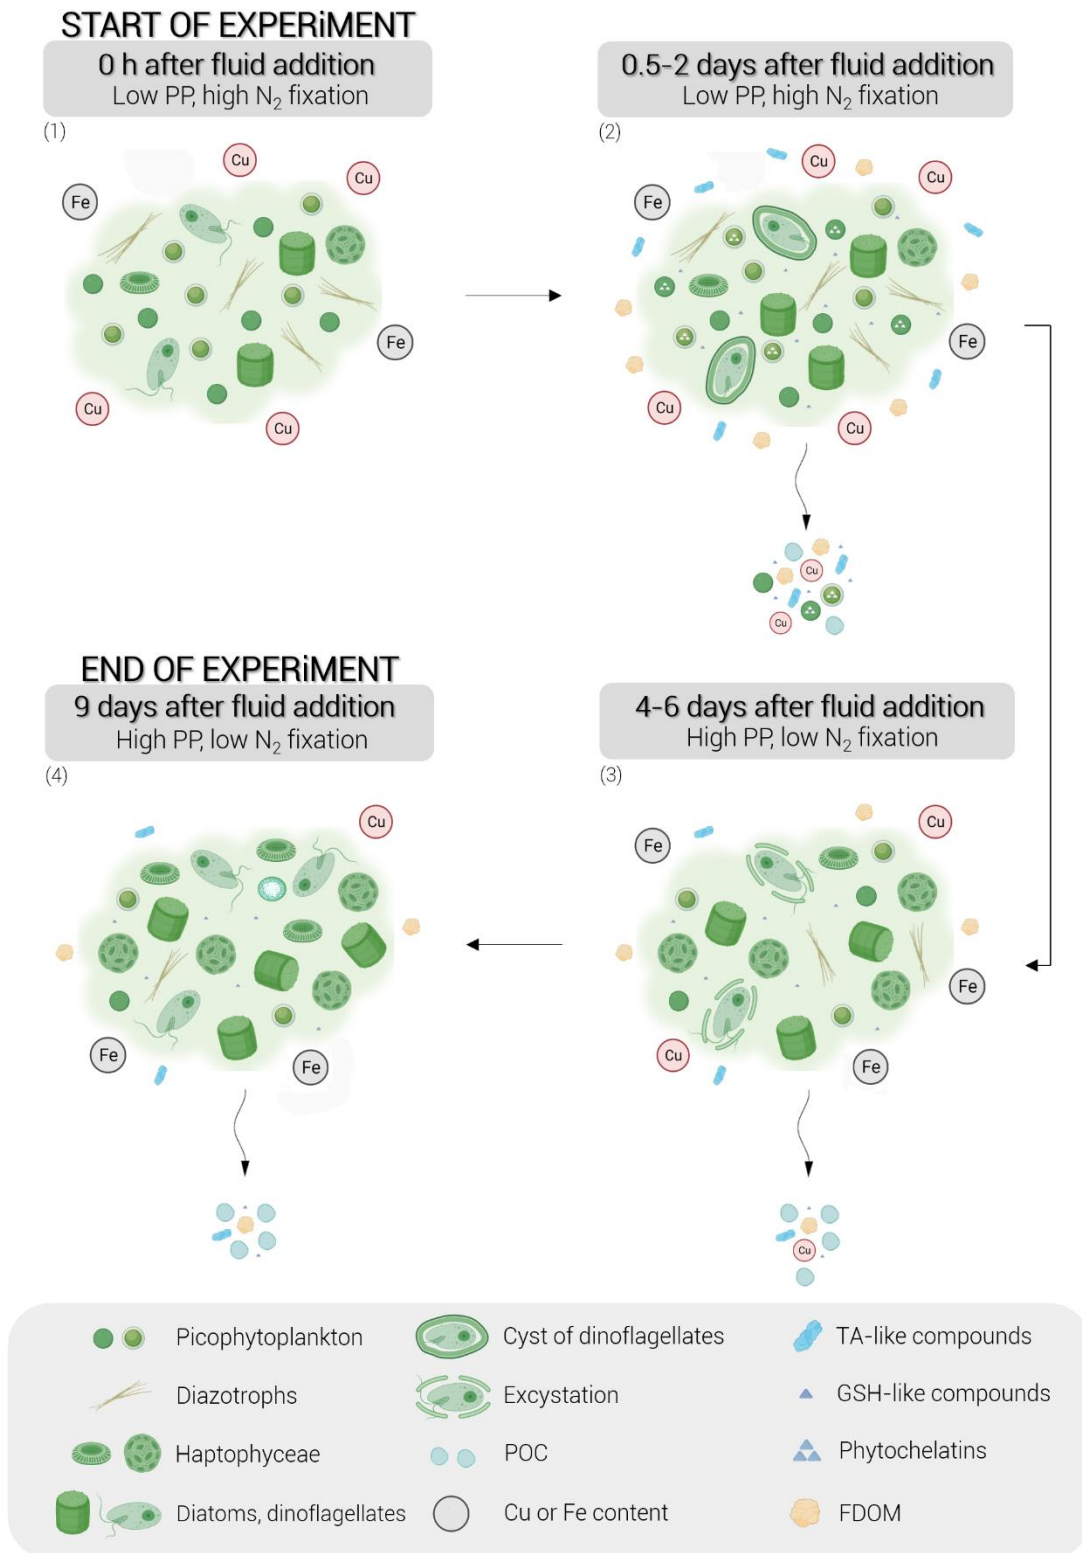 START OF EXPERiMENT
0 h after fluid addition
Low PP, high N₂ fixation
(1)
Cu
Cu
Fe
Fe
Cu
Cu
0.5-2 days after fluid addition
Low PP, high N₂ fixation
(2)
Cu
Cu
Fe
Fe
Cu
Cu
Cu
Cu
4-6 days after fluid addition
High PP, low N₂ fixation
(3)
Cu
Fe
Fe
Cu
Fe
Cu
END OF EXPERiMENT
9 days after fluid addition
High PP, low N₂ fixation
(4)
Cu
Fe
Fe
Picophytoplankton
Diazotrophs
Haptophyceae
Diatoms, dinoflagellates
Cyst of dinoflagellates
Excystation
POC
Cu or Fe content
TA-like compounds
GSH-like compounds
Phytochelatins
FDOM